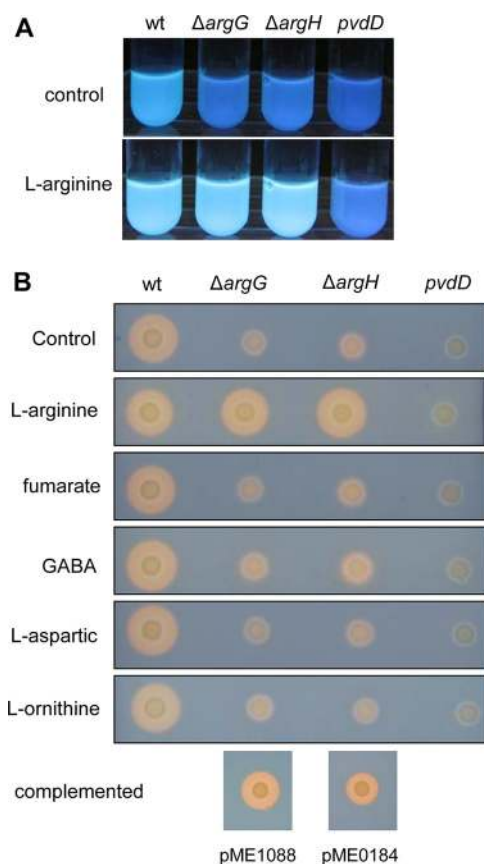 A
wt ΔargG ΔargH pvdD
control
L-arginine
B
wt ΔargG ΔargH pvdD
Control
L-arginine
fumarate
GABA
L-aspartic
L-ornithine
complemented
pME1088 pME0184